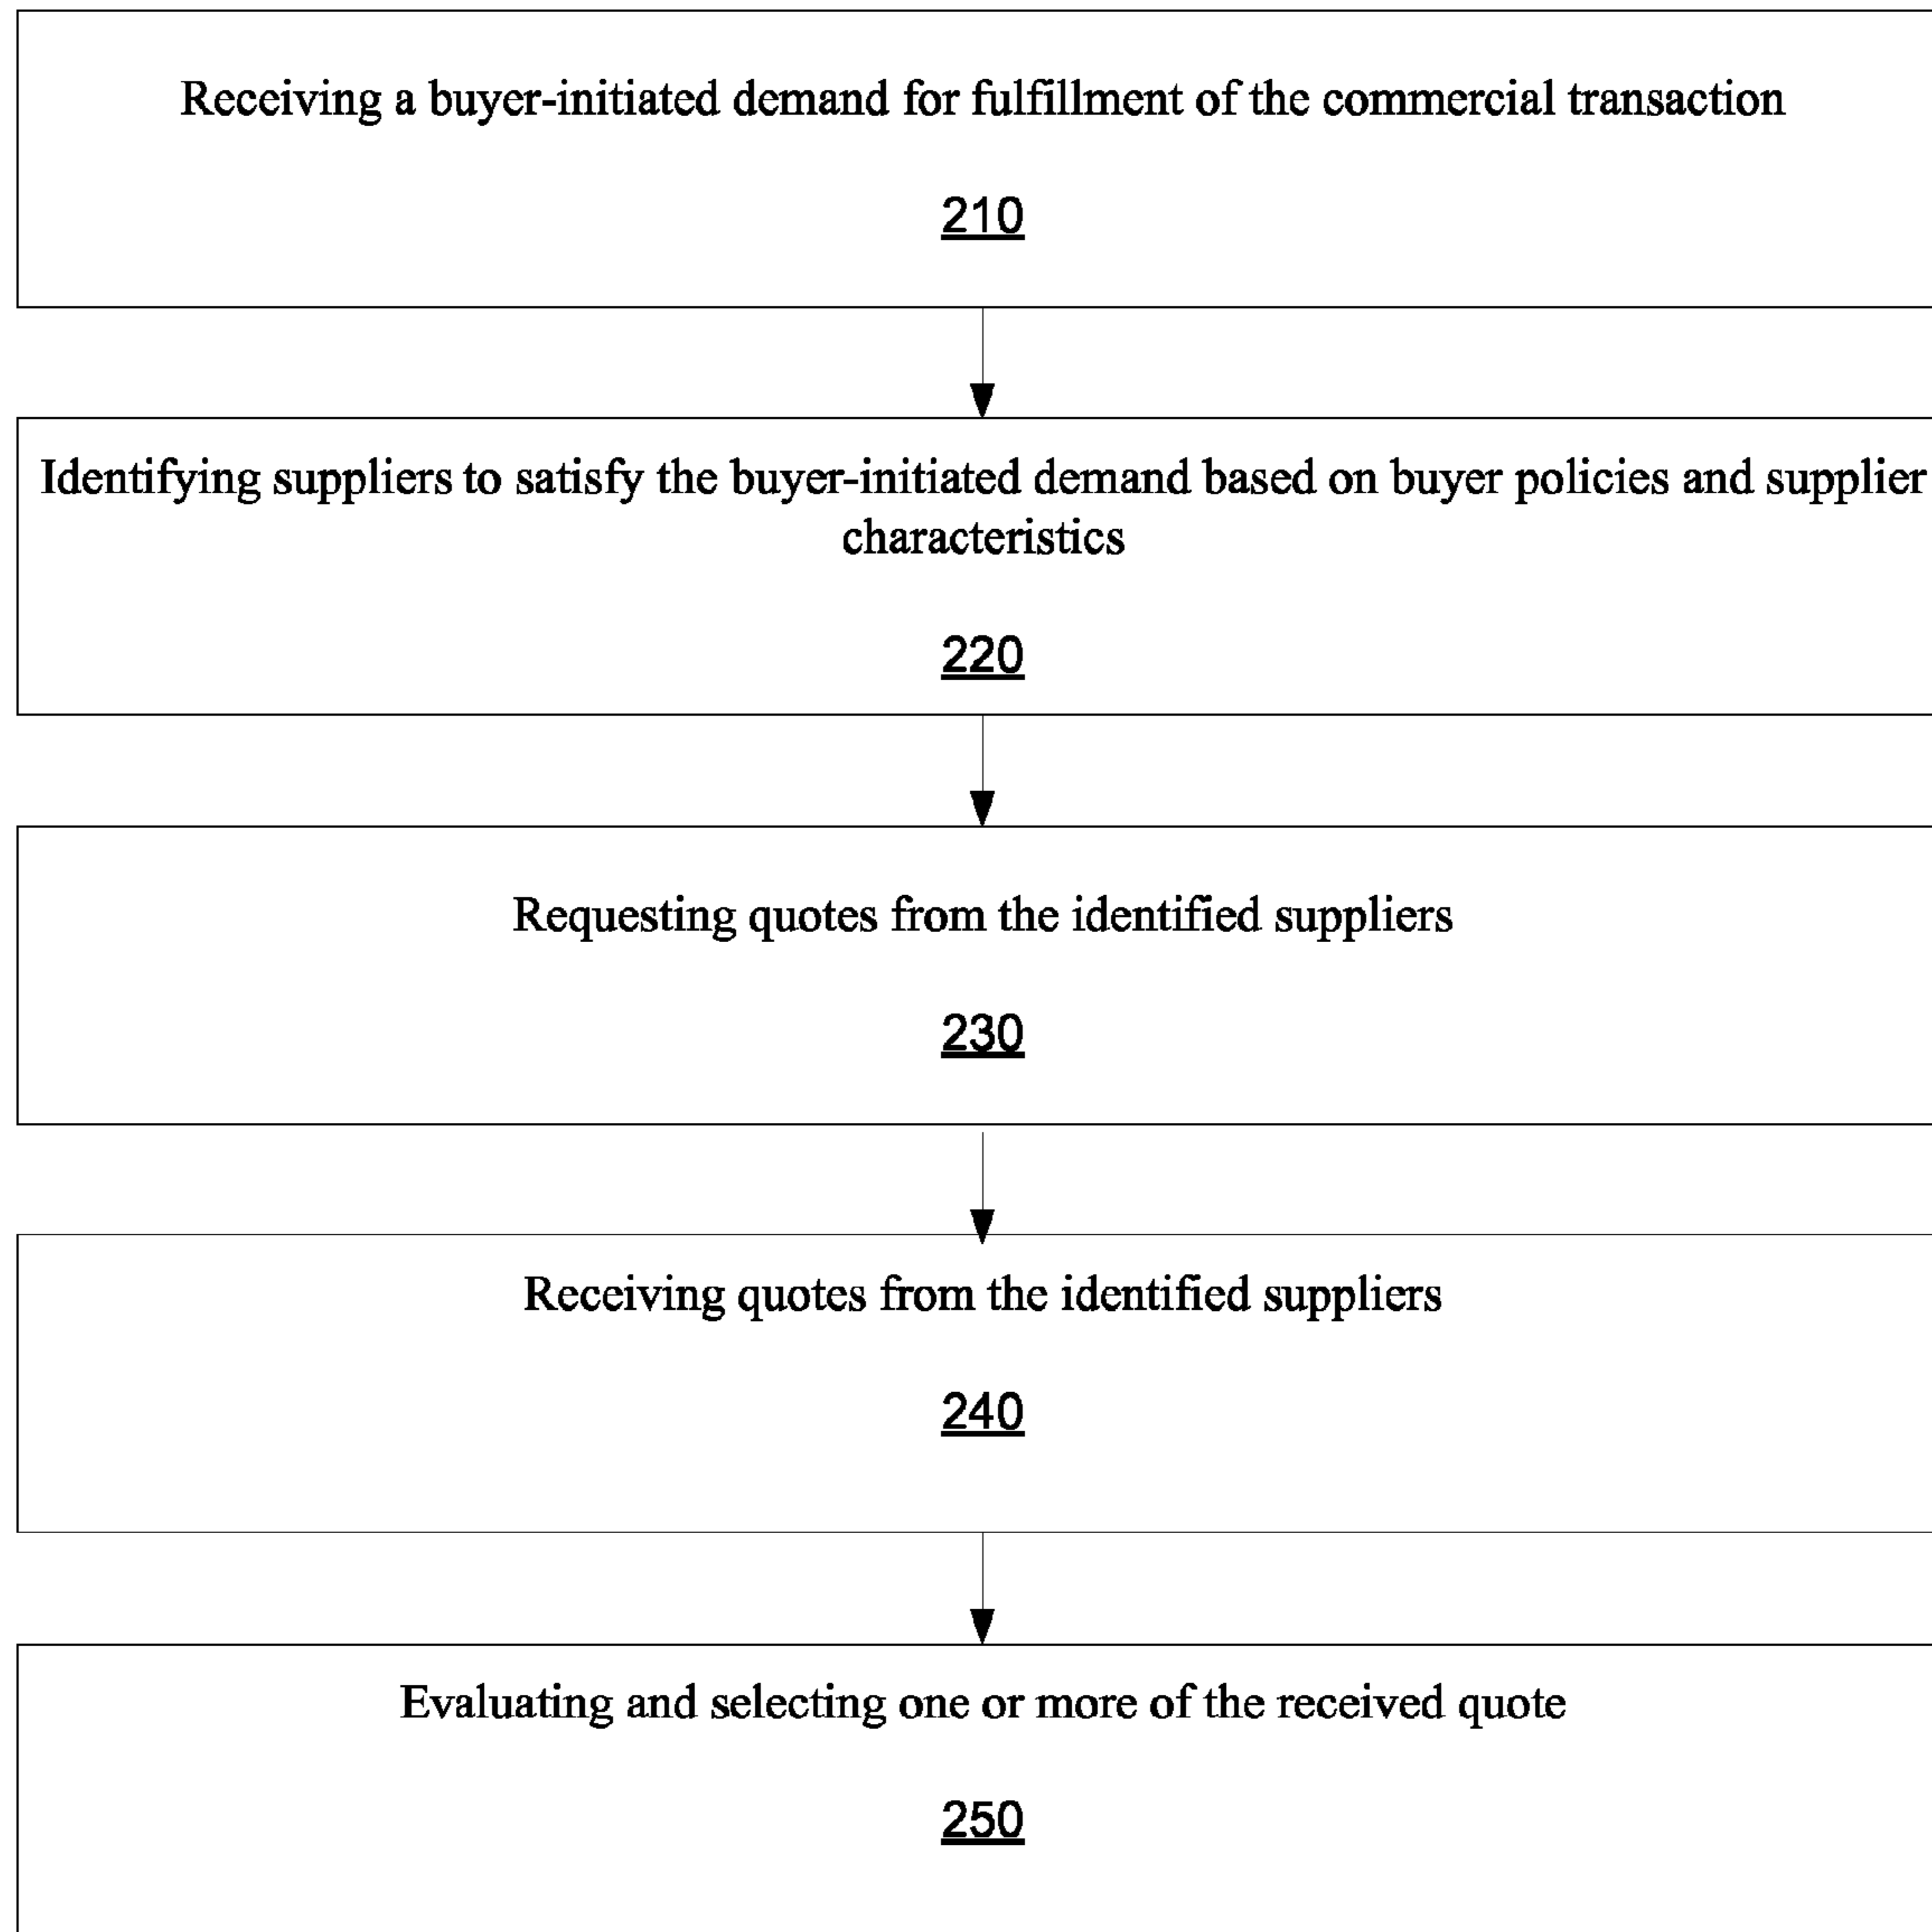 Receiving a buyer-initiated demand for fulfillment of the commercial transaction
210
Identifying suppliers to satisfy the buyer-initiated demand based on buyer policies and supplier
characteristics
220
Requesting quotes from the identified suppliers
230
Receiving quotes from the identified suppliers
240
Evaluating and selecting one or more of the received quote
250